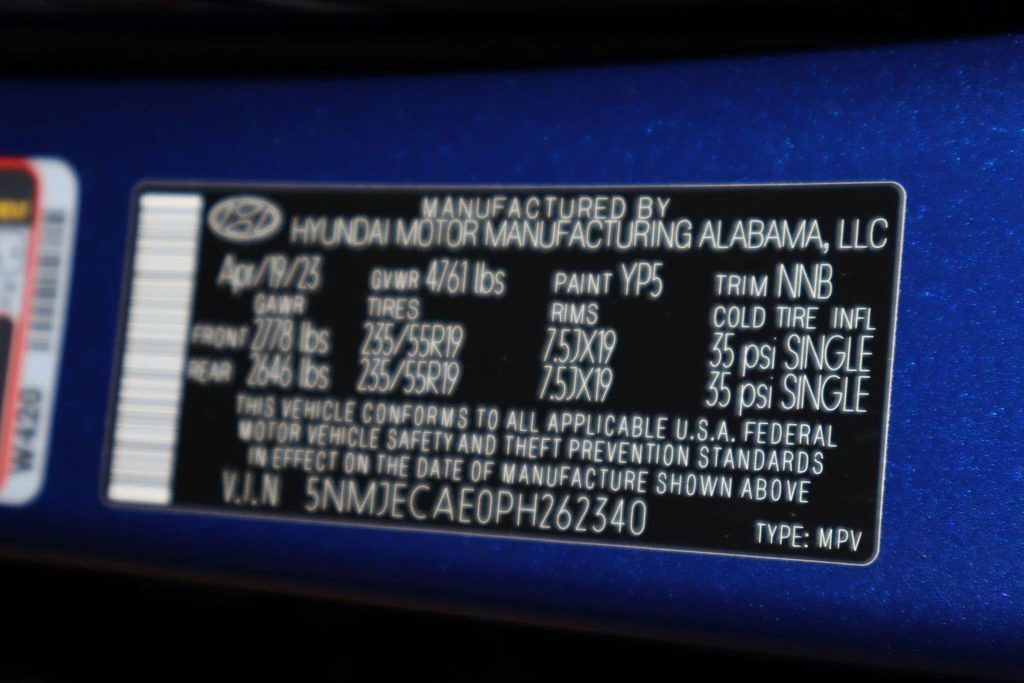 MANUFACTURED BY
HYUNDAI MOTOR MANUFACTURING ALABAMA, LLC
Apr/19/23 GVWR 4761 lbs PAINT YP5 TRIM NNB
GAWR TIRES RIMS COLD TIRE INFL
FRONT 2778 lbs 235/55R19 7.5JX19 35 psi SINGLE
REAR 2646 lbs 235/55R19 7.5JX19 35 psi SINGLE
THIS VEHICLE CONFORMS TO ALL APPLICABLE U.S.A. FEDERAL
MOTOR VEHICLE SAFETY AND THEFT PREVENTION STANDARDS
IN EFFECT ON THE DATE OF MANUFACTURE SHOWN ABOVE
V.I.N 5NMJECAE0PH262340
TYPE: MPV
W420